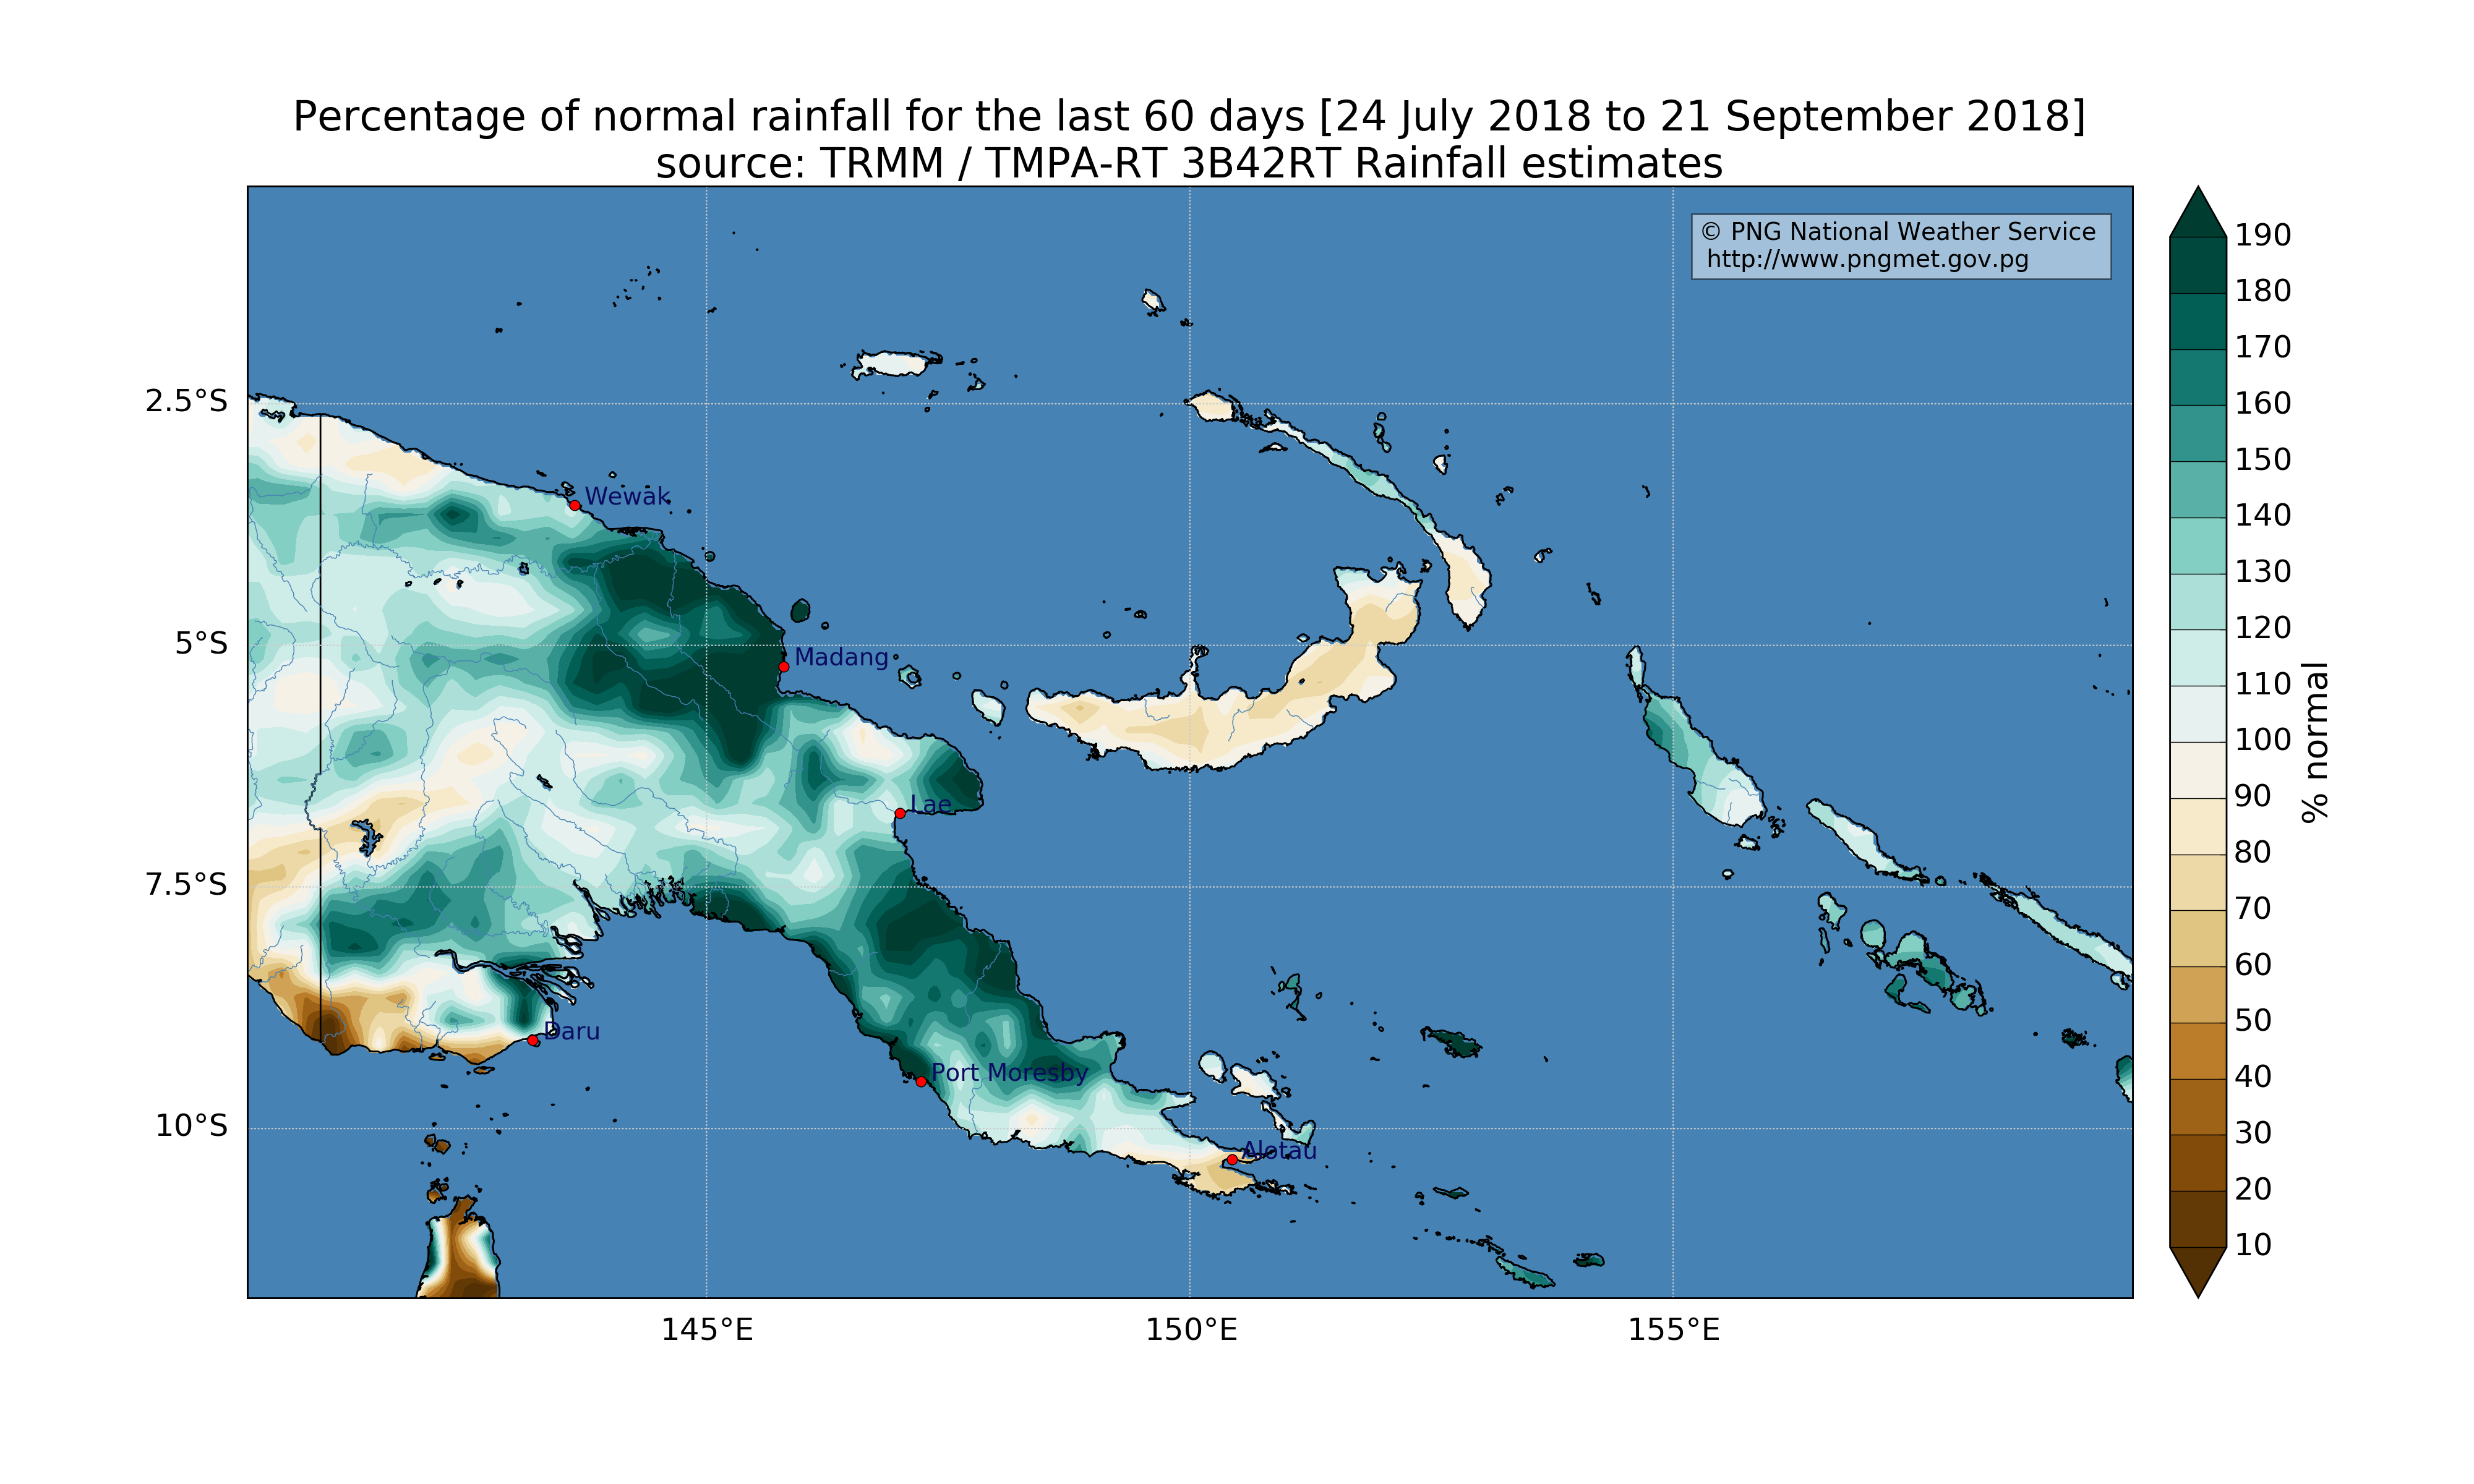 Percentage of normal rainfall for the last 60 days [24 July 2018 to 21 September 2018]
source: TRMM / TMPA-RT 3B42RT Rainfall estimates
© PNG National Weather Service
http://www.pngmet.gov.pg
190
180
170
160
150
140
130
120
110
100
90
80
70
60
50
40
30
20
10
% normal
2.5°S
5°S
7.5°S
10°S
Wewak
Madang
Lae
Daru
Port Moresby
Alotau
145°E
150°E
155°E